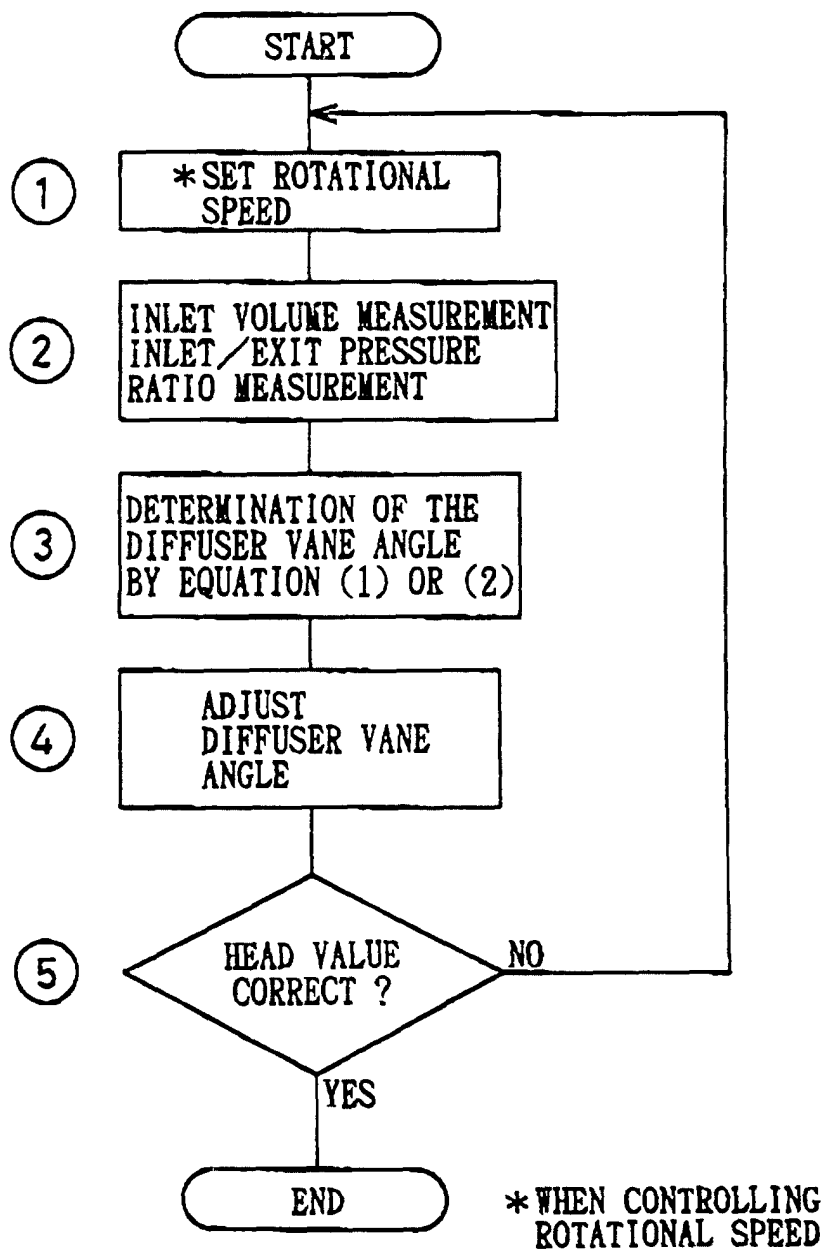 START
1
*SET ROTATIONAL
SPEED
2
INLET VOLUME MEASUREMENT
INLET/EXIT PRESSURE
RATIO MEASUREMENT
3
DETERMINATION OF THE
DIFFUSER VANE ANGLE
BY EQUATION (1) OR (2)
4
ADJUST
DIFFUSER VANE
ANGLE
5
HEAD VALUE
CORRECT ?
NO
YES
END
*WHEN CONTROLLING
ROTATIONAL SPEED